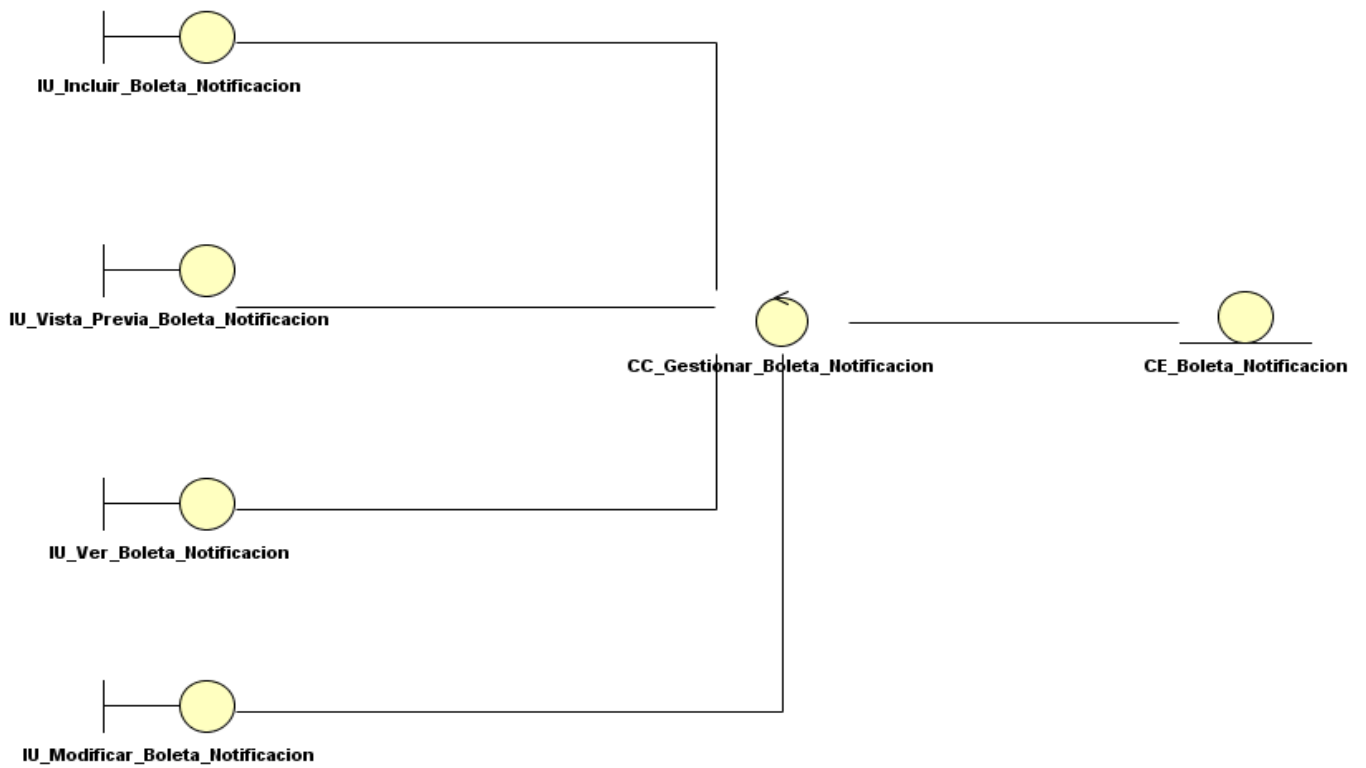 IU_Incluir_Boleta_Notificacion
IU_Vista_Previa_Boleta_Notificacion
CC_Gestionar_Boleta_Notificacion
CE_Boleta_Notificacion
IU_Ver_Boleta_Notificacion
IU_Modificar_Boleta_Notificacion